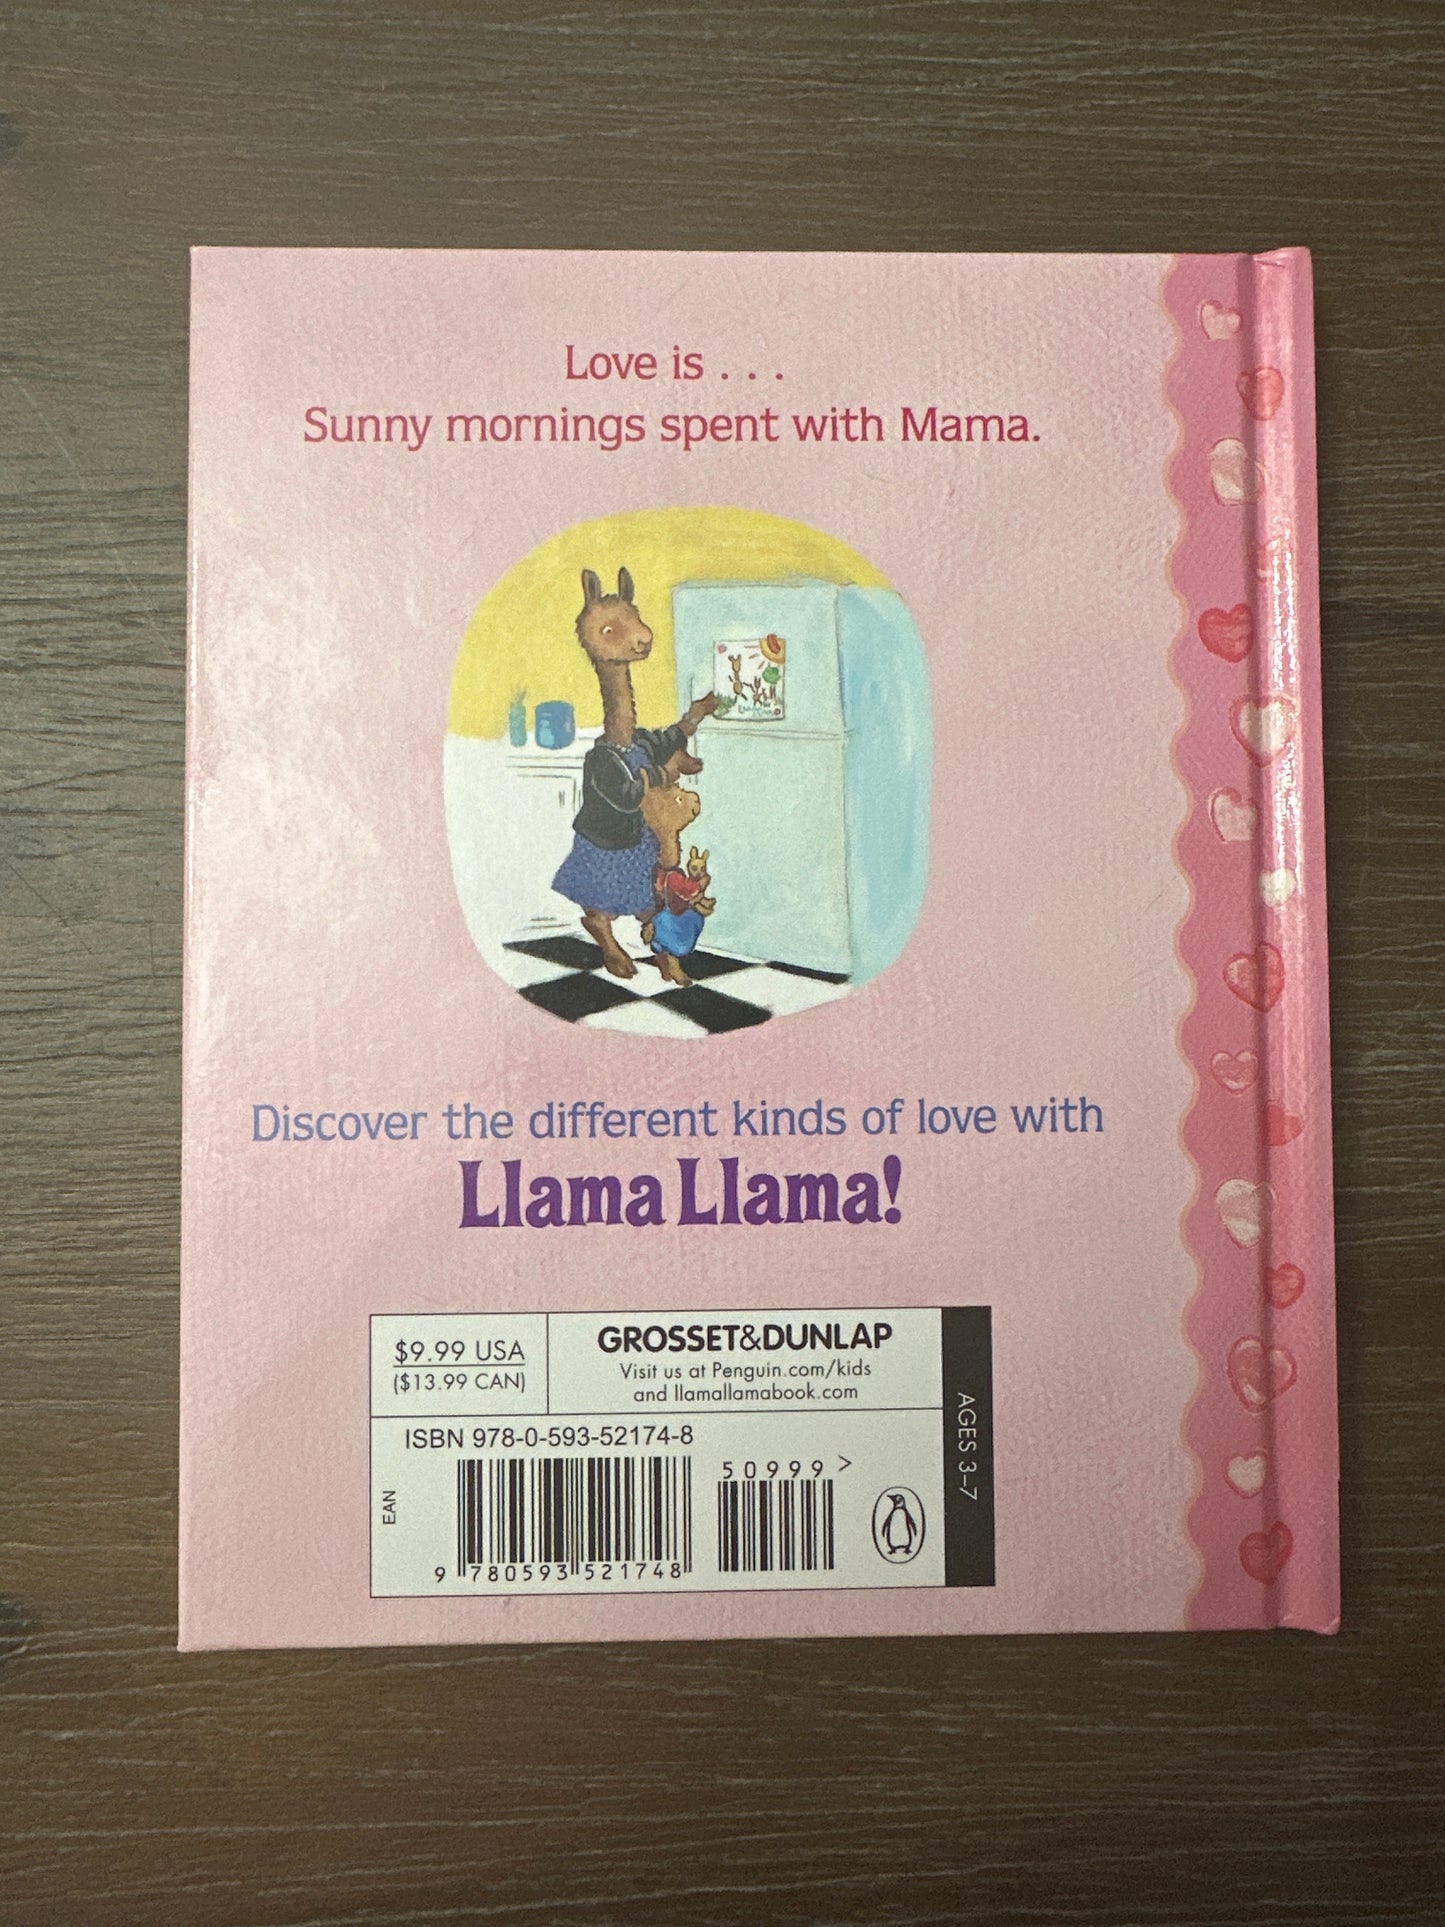 Love is . . .
Sunny mornings spent with Mama.
Discover the different kinds of love with
Llama Llama!
$9.99 USA
($13.99 CAN)
GROSSET&DUNLAP
Visit us at Penguin.com/kids
and llamallamabook.com
AGES 3–7
ISBN 978-0-593-52174-8
50999>
EAN
9 780593 521748